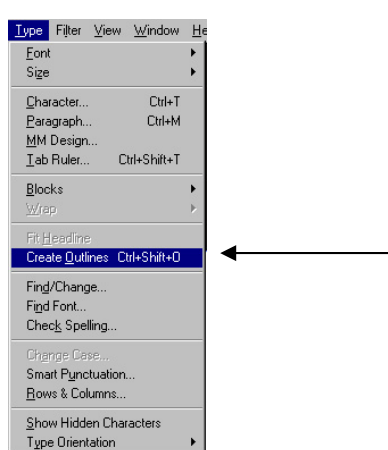 Type Filter View Window He
Font
Size
Character... Ctrl+T
Paragraph... Ctrl+M
MM Design...
Tab Ruler... Ctrl+Shift+T
Blocks
Wrap
Fit Headline
Create Outlines Ctrl+Shift+O
Find/Change...
Find Font...
Check Spelling...
Change Case...
Smart Punctuation...
Rows & Columns...
Show Hidden Characters
Type Orientation